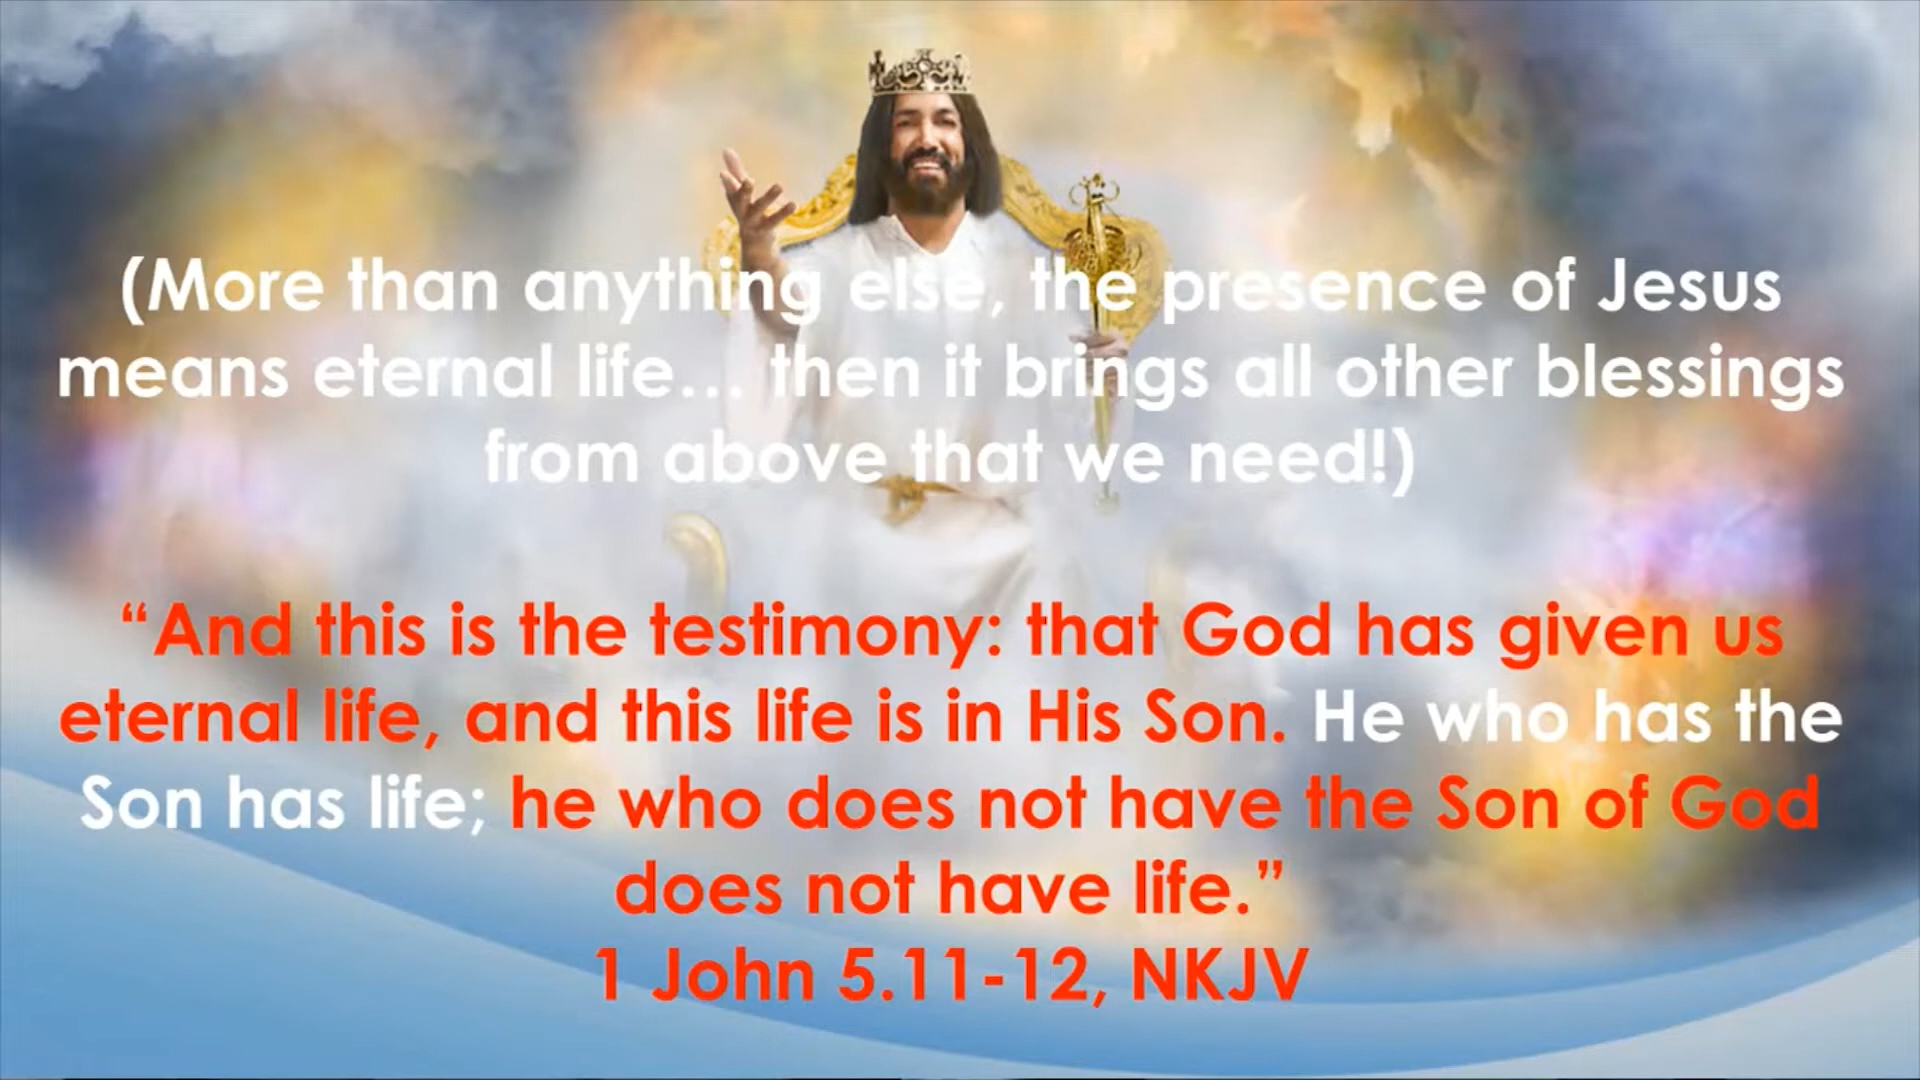 (More than anything else, the presence of Jesus
means eternal life… then it brings all other blessings
from above that we need!)
“And this is the testimony: that God has given us
eternal life, and this life is in His Son. He who has the
Son has life; he who does not have the Son of God
does not have life.”
1 John 5.11-12, NKJV